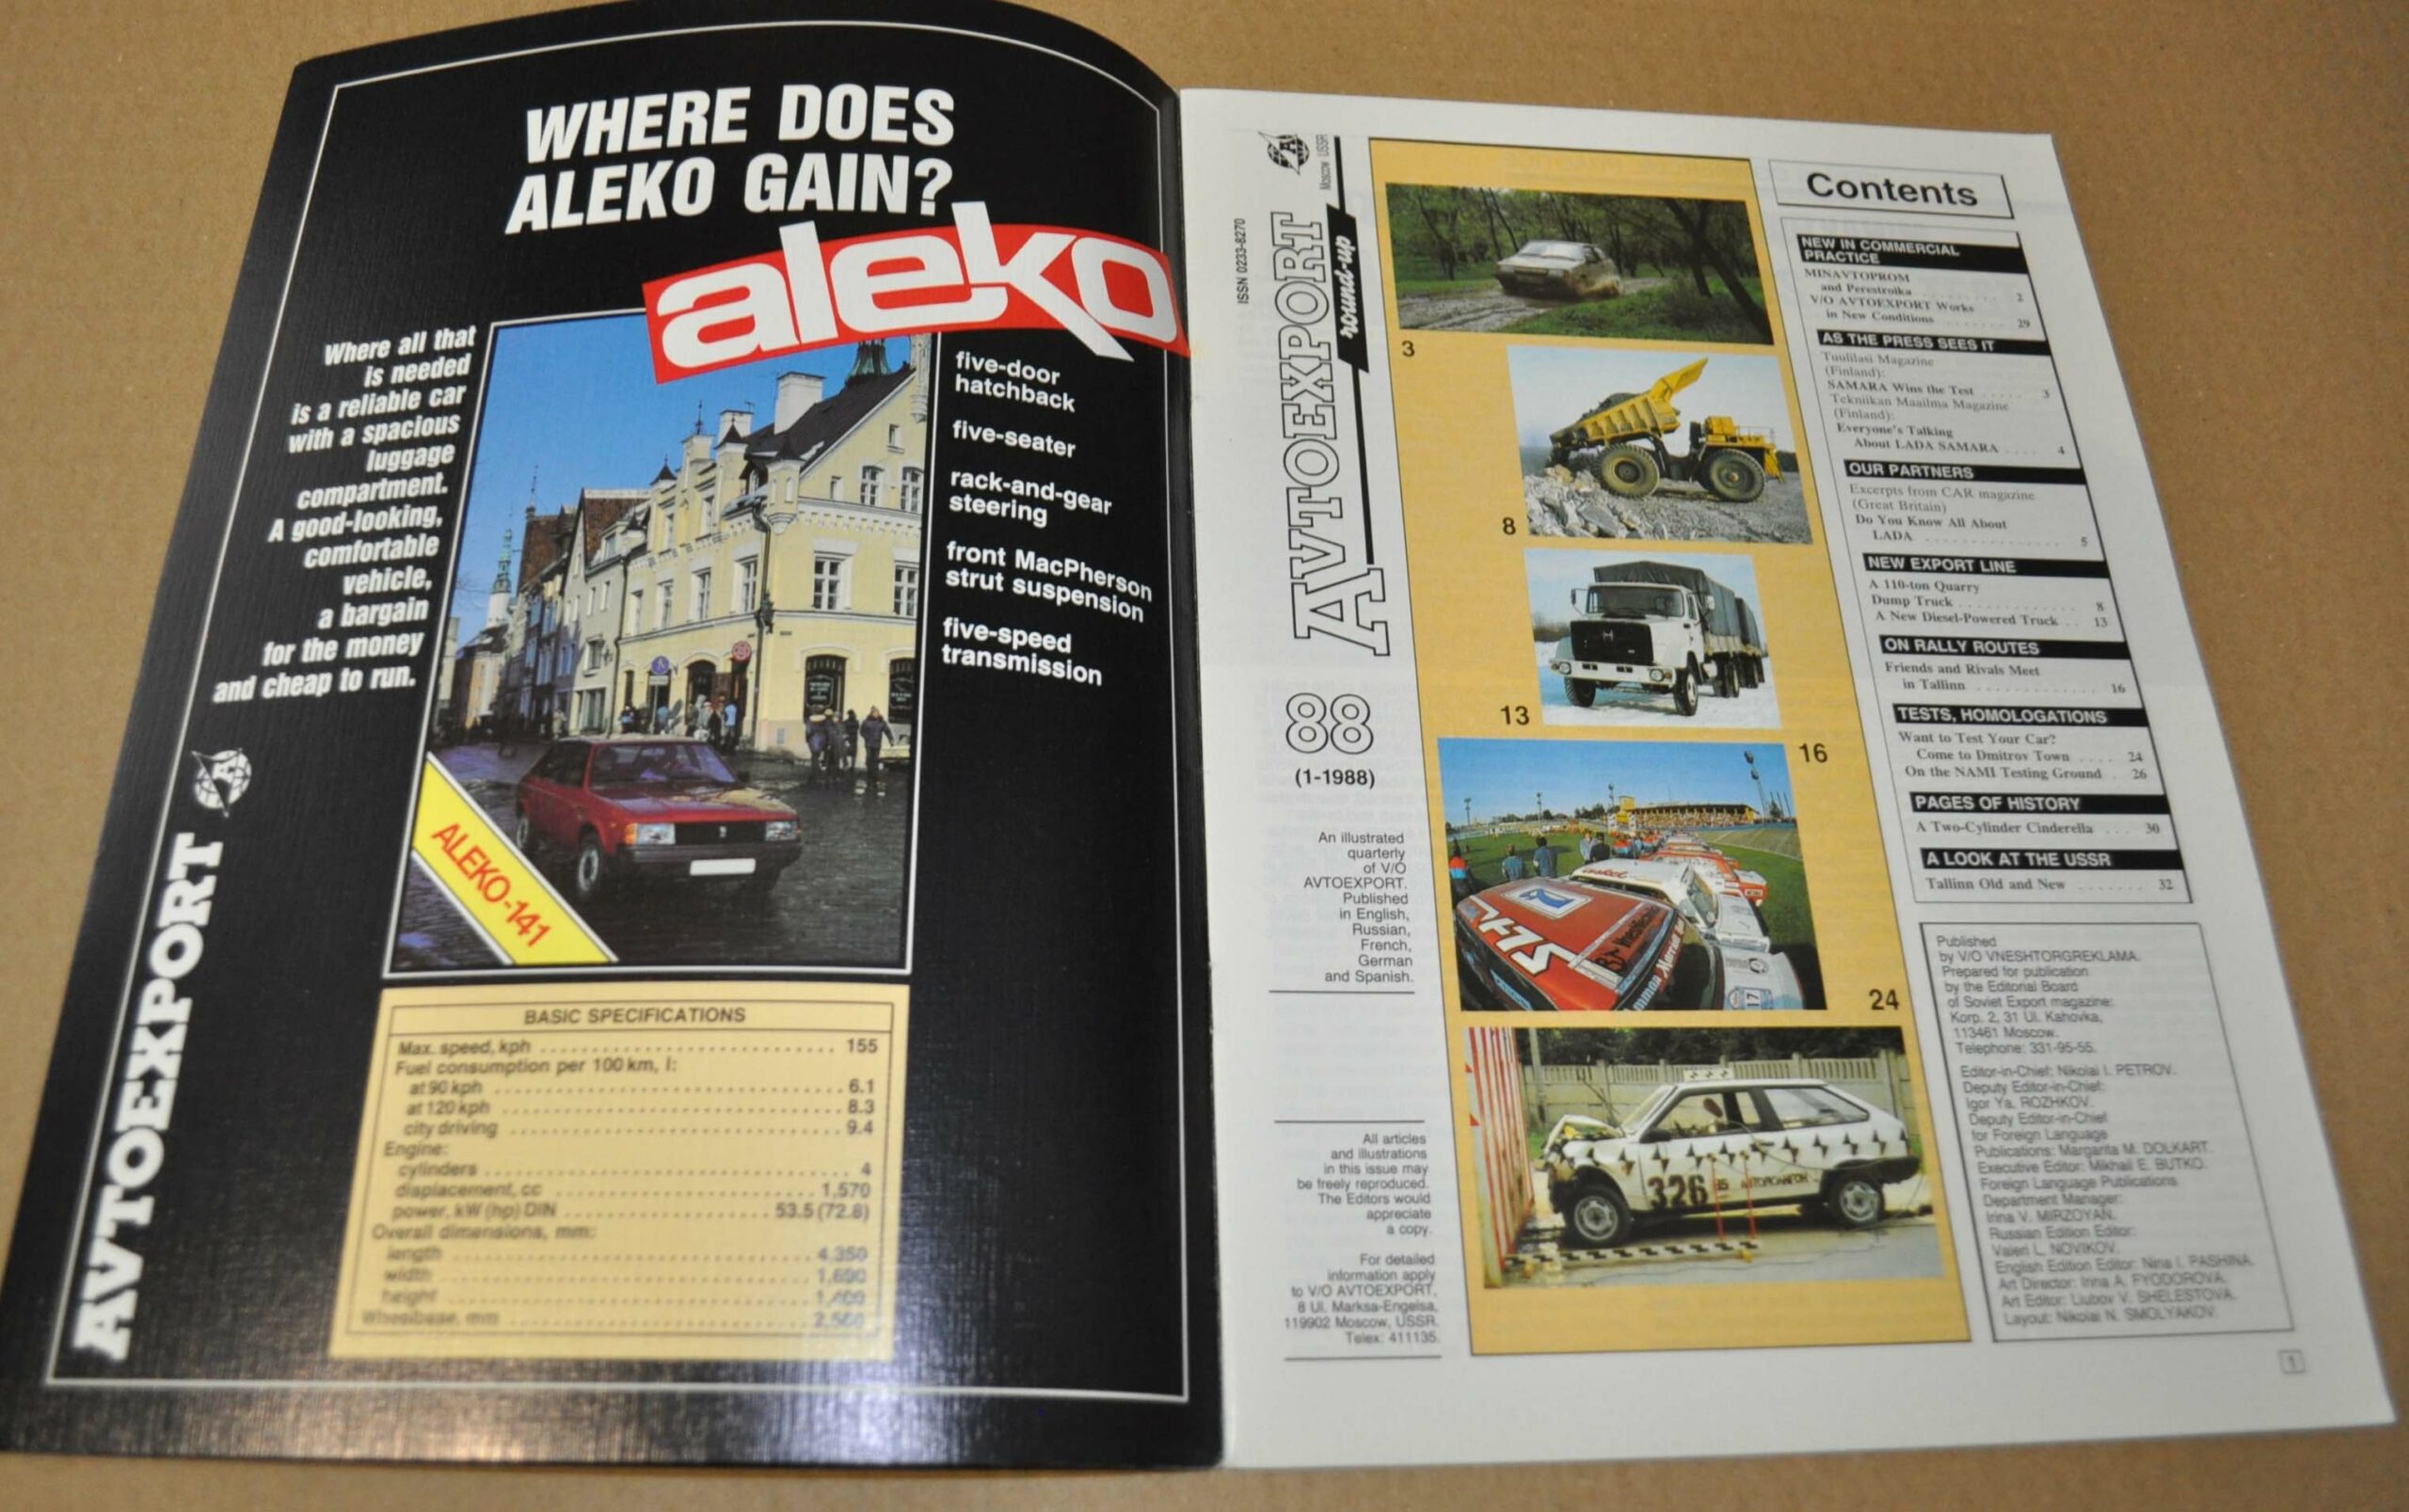 WHERE DOES
ALEKO GAIN?
aleko
Where all that
is needed
is a reliable car
with a spacious
luggage
compartment.
A good-looking,
comfortable
vehicle,
a bargain
for the money
and cheap to run.
five-door
hatchback
five-seater
rack-and-gear
steering
front MacPherson
strut suspension
five-speed
transmission
ALEKO-141
AVTOEXPORT
BASIC SPECIFICATIONS
Max. speed, kph 155
Fuel consumption per 100 km, l:
at 90 kph 6.1
at 120 kph 8.3
city driving 9.4
Engine:
cylinders 4
displacement, cc 1,570
power, kW (hp) DIN 53.5 (72.8)
Overall dimensions, mm:
length 4,350
width 1,690
height 1,400
Wheelbase, mm
ISSN 0233-8270
AVTOEXPORT
round-up
Moscow USSR
88
(1-1988)
An illustrated
quarterly
of V/O
AVTOEXPORT.
Published
in English,
Russian,
French,
German
and Spanish.
All articles
and illustrations
in this issue may
be freely reproduced.
The Editors would
appreciate
a copy.
For detailed
information apply
to V/O AVTOEXPORT,
8 Ul. Marksa-Engelsa,
119902 Moscow, USSR.
Telex: 411135.
3
8
13
16
24
326
17
Contents
NEW IN COMMERCIAL
PRACTICE
MINAVTOPROM
and Perestroika 2
V/O AVTOEXPORT Works
in New Conditions 29
AS THE PRESS SEES IT
Tuulilasi Magazine
(Finland):
SAMARA Wins the Test 3
Tekniikan Maailma Magazine
(Finland):
Everyone's Talking
About LADA SAMARA 4
OUR PARTNERS
Excerpts from CAR magazine
(Great Britain)
Do You Know All About
LADA 5
NEW EXPORT LINE
A 110-ton Quarry
Dump Truck 8
A New Diesel-Powered Truck 13
ON RALLY ROUTES
Friends and Rivals Meet
in Tallinn 16
TESTS, HOMOLOGATIONS
Want to Test Your Car?
Come to Dmitrov Town 24
On the NAMI Testing Ground 26
PAGES OF HISTORY
A Two-Cylinder Cinderella 30
A LOOK AT THE USSR
Tallinn Old and New 32
Published
by V/O VNESHTORGREKLAMA.
Prepared for publication
by the Editorial Board
of Soviet Export magazine:
Korp. 2, 31 Ul. Kahovka,
113461 Moscow.
Telephone: 331-95-55.
Editor-in-Chief: Nikolai I. PETROV.
Deputy Editor-in-Chief:
Igor Ya. ROZHKOV.
Deputy Editor-in-Chief
for Foreign Language
Publications: Margarita M. DOLKART.
Executive Editor: Mikhail E. BUTKO.
Foreign Language Publications
Department Manager:
Irina V. MIRZOYAN.
Russian Edition Editor:
Valeri L. NOVIKOV.
English Edition Editor: Nina I. PASHINA.
Art Director: Irina A. FYODOROVA.
Art Editor: Liubov V. SHELESTOVA.
Layout: Nikolai N. SMOLYAKOV.
1